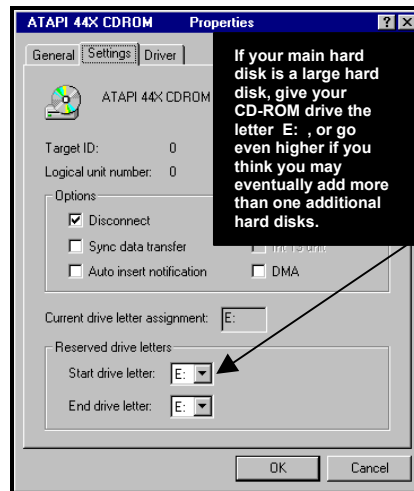 ATAPI 44X CDROM Properties
General Settings Driver
If your main hard
disk is a large hard
disk, give your
CD-ROM drive the
letter E: , or go
even higher if you
think you may
eventually add more
than one additional
hard disks.
ATAPI 44X CDROM
Target ID: 0
Logical unit number: 0
Options
Disconnect
Sync data transfer
Auto insert notification
DMA
Current drive letter assignment: E:
Reserved drive letters
Start drive letter: E:
End drive letter: E:
OK Cancel